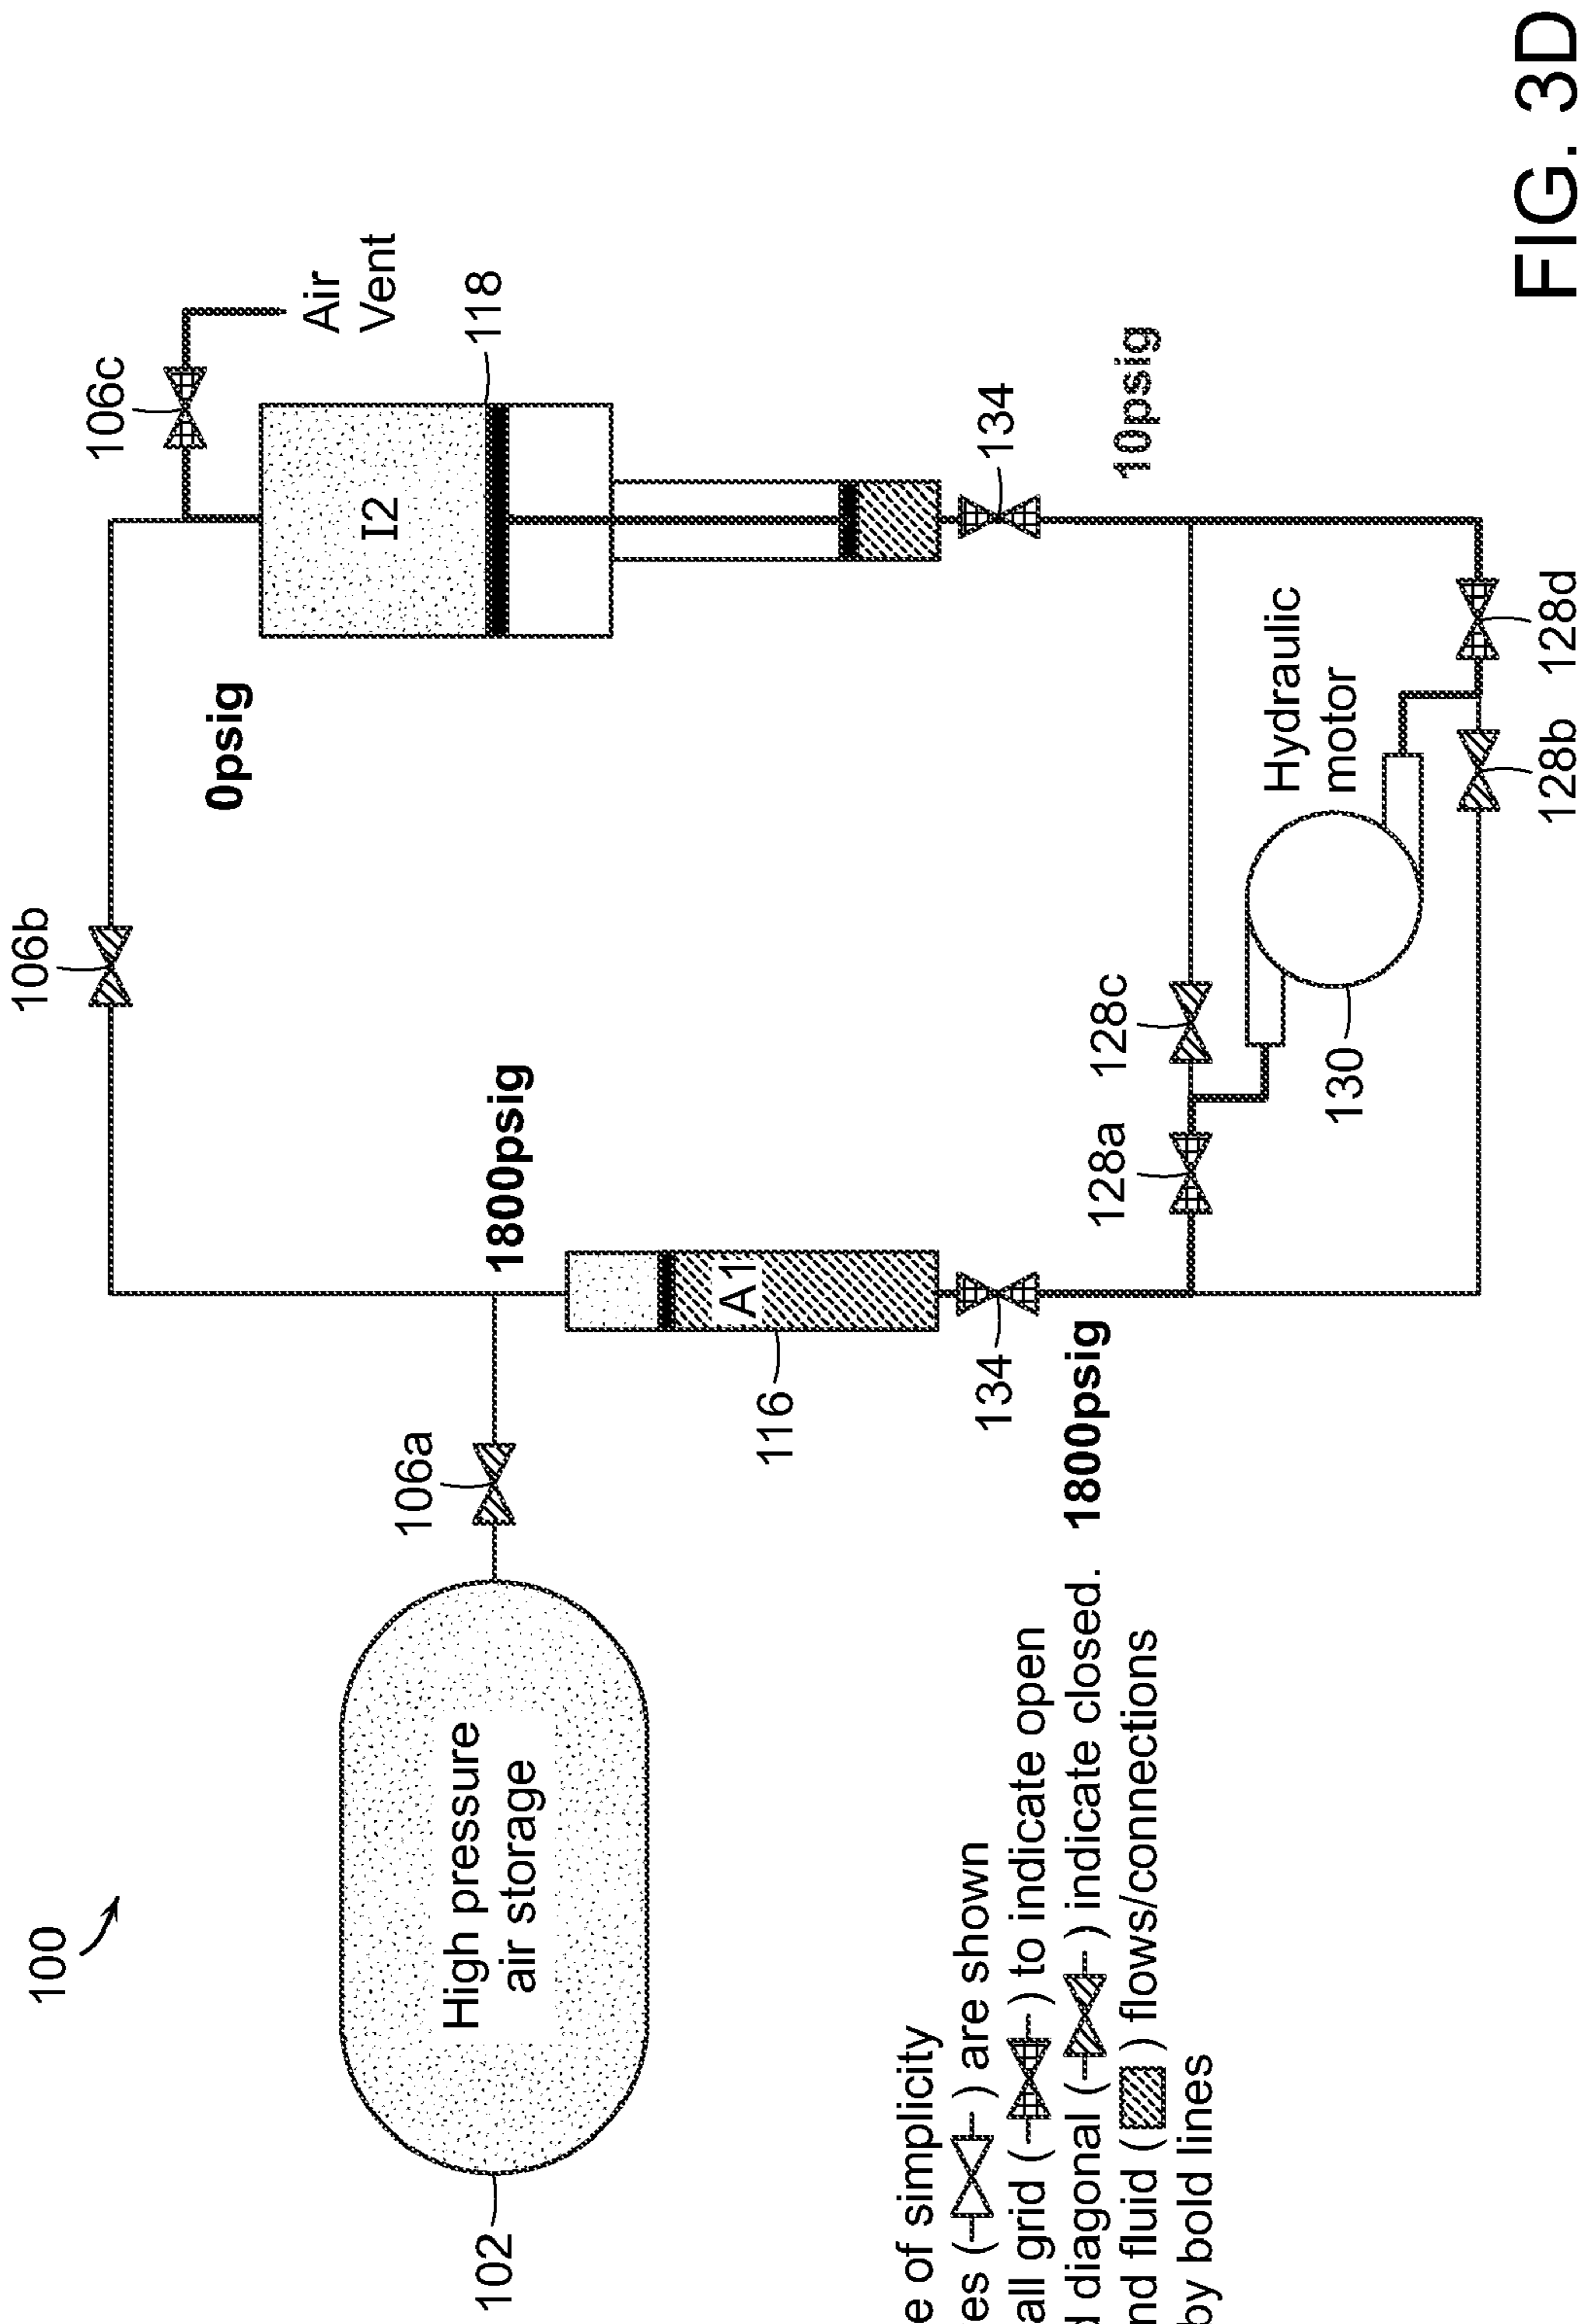 100
102
High pressure
air storage
106a
106b
1800psig
0psig
106c
Air
Vent
I2
118
A1
116
134
1800psig
134
10psig
128a
128c
130
Hydraulic
motor
128b
128d
of simplicity
( ) are shown
all grid ( ) to indicate open
diagonal ( ) indicate closed.
fluid ( ) flows/connections
by bold lines
FIG. 3D